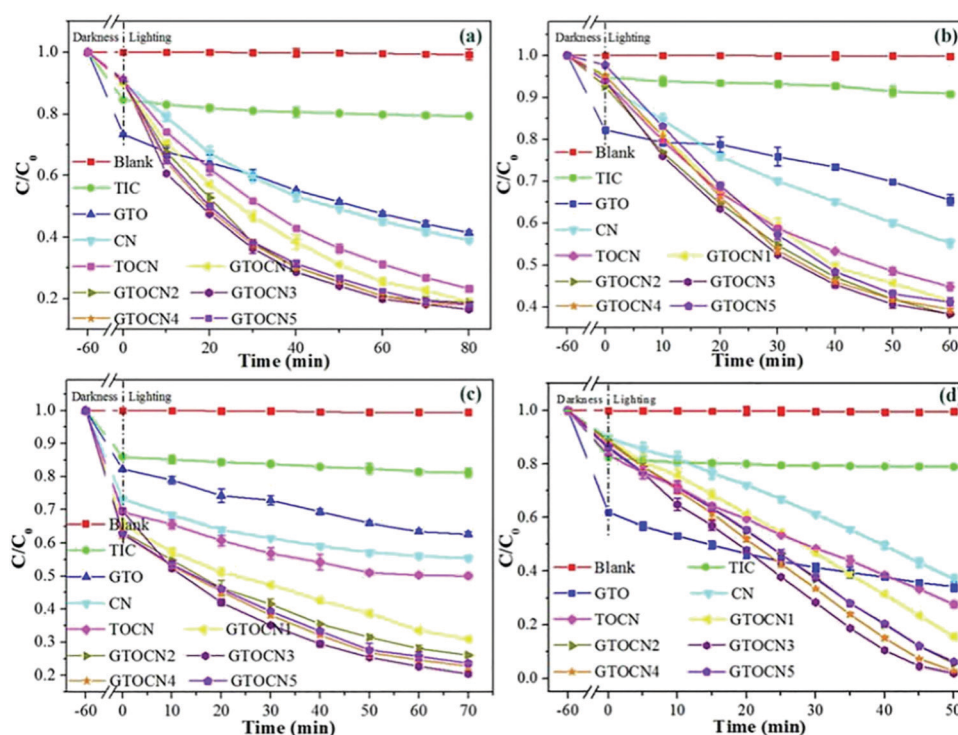 (a)
Darkness Lighting
C/C0
1.0
0.8
0.6
0.4
0.2
Blank
TIC
GTO
CN
TOCN GTOCN1
GTOCN2 GTOCN3
GTOCN4 GTOCN5
-60 0 20 40 60 80
Time (min)
(b)
Darkness Lighting
C/C0
1.0
0.9
0.8
0.7
0.6
0.5
0.4
Blank
TIC
GTO
CN
TOCN GTOCN1
GTOCN2 GTOCN3
GTOCN4 GTOCN5
-60 0 10 20 30 40 50 60
Time (min)
(c)
Darkness Lighting
C/C0
1.0
0.9
0.8
0.7
0.6
0.5
0.4
0.3
0.2
Blank
TIC
GTO
CN
TOCN GTOCN1
GTOCN2 GTOCN3
GTOCN4 GTOCN5
-60 0 10 20 30 40 50 60 70
Time (min)
(d)
Darkness Lighting
C/C0
1.0
0.8
0.6
0.4
0.2
0.0
Blank TIC
GTO CN
TOCN GTOCN1
GTOCN2 GTOCN3
GTOCN4 GTOCN5
-60 0 10 20 30 40 50
Time (min)